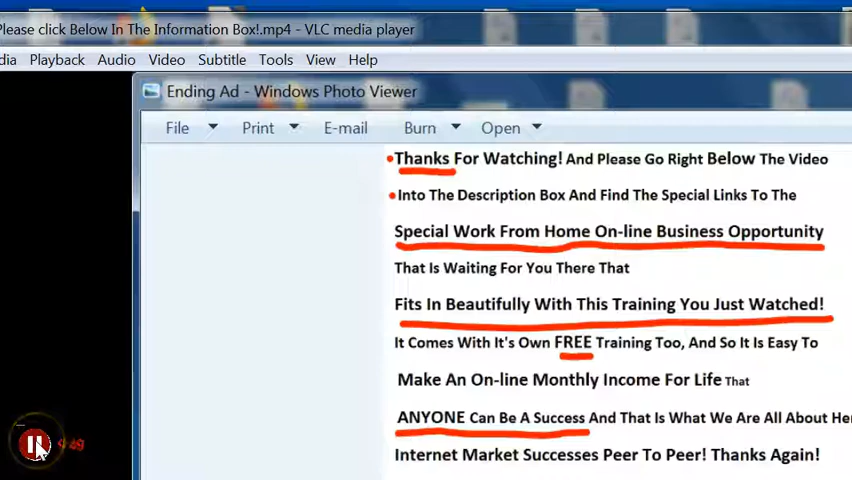 Please click Below In The Information Box!.mp4 - VLC media player
dia Playback Audio Video Subtitle Tools View Help
Ending Ad - Windows Photo Viewer
File Print E-mail Burn Open
Thanks For Watching! And Please Go Right Below The Video
Into The Description Box And Find The Special Links To The
Special Work From Home On-line Business Opportunity
That Is Waiting For You There That
Fits In Beautifully With This Training You Just Watched!
It Comes With It's Own FREE Training Too, And So It Is Easy To
Make An On-line Monthly Income For Life That
ANYONE Can Be A Success And That Is What We Are All About Her
Internet Market Successes Peer To Peer! Thanks Again!